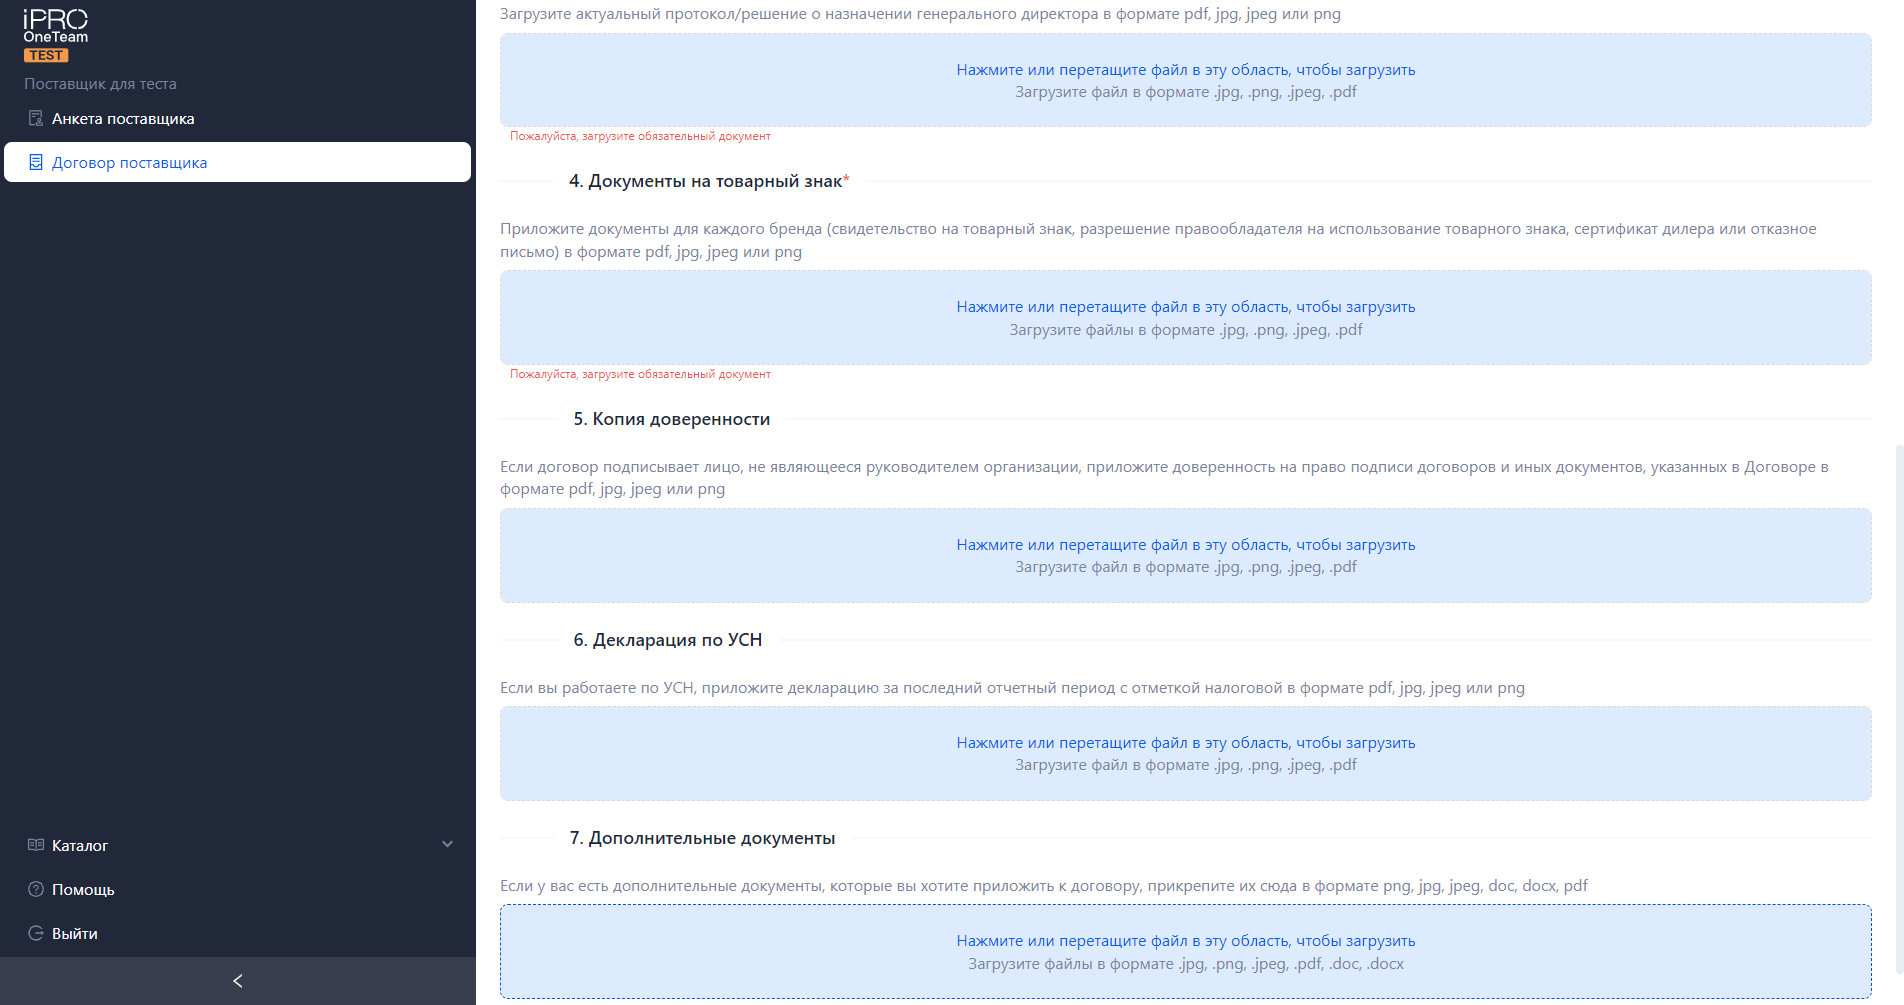 iPRO
OneTeam
TEST
Поставщик для теста
Анкета поставщика
Договор поставщика
Каталог
Помощь
Выйти
Загрузите актуальный протокол/решение о назначении генерального директора в формате pdf, jpg, jpeg или png
Нажмите или перетащите файл в эту область, чтобы загрузить
Загрузите файл в формате .jpg, .png, .jpeg, .pdf
Пожалуйста, загрузите обязательный документ
4. Документы на товарный знак*
Приложите документы для каждого бренда (свидетельство на товарный знак, разрешение правообладателя на использование товарного знака, сертификат дилера или отказное
письмо) в формате pdf, jpg, jpeg или png
Нажмите или перетащите файл в эту область, чтобы загрузить
Загрузите файлы в формате .jpg, .png, .jpeg, .pdf
Пожалуйста, загрузите обязательный документ
5. Копия доверенности
Если договор подписывает лицо, не являющееся руководителем организации, приложите доверенность на право подписи договоров и иных документов, указанных в Договоре в
формате pdf, jpg, jpeg или png
Нажмите или перетащите файл в эту область, чтобы загрузить
Загрузите файл в формате .jpg, .png, .jpeg, .pdf
6. Декларация по УСН
Если вы работаете по УСН, приложите декларацию за последний отчетный период с отметкой налоговой в формате pdf, jpg, jpeg или png
Нажмите или перетащите файл в эту область, чтобы загрузить
Загрузите файл в формате .jpg, .png, .jpeg, .pdf
7. Дополнительные документы
Если у вас есть дополнительные документы, которые вы хотите приложить к договору, прикрепите их сюда в формате png, jpg, jpeg, doc, docx, pdf
Нажмите или перетащите файл в эту область, чтобы загрузить
Загрузите файлы в формате .jpg, .png, .jpeg, .pdf, .doc, .docx